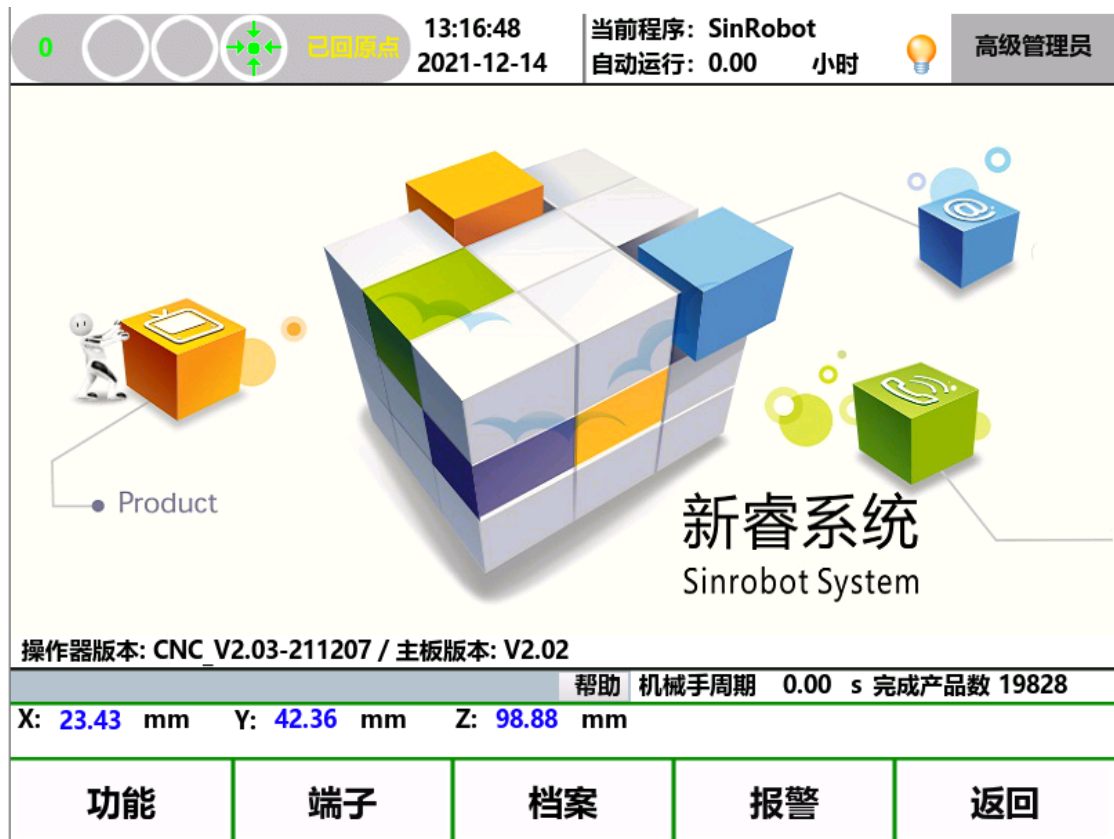 0 已回原点 13:16:48 当前程序：SinRobot 高级管理员
2021-12-14 自动运行：0.00 小时
@
Product
新睿系统
Sinrobot System
操作器版本: CNC_V2.03-211207 / 主板版本: V2.02
帮助 机械手周期 0.00 s 完成产品数 19828
X: 23.43 mm Y: 42.36 mm Z: 98.88 mm
功能 端子 档案 报警 返回